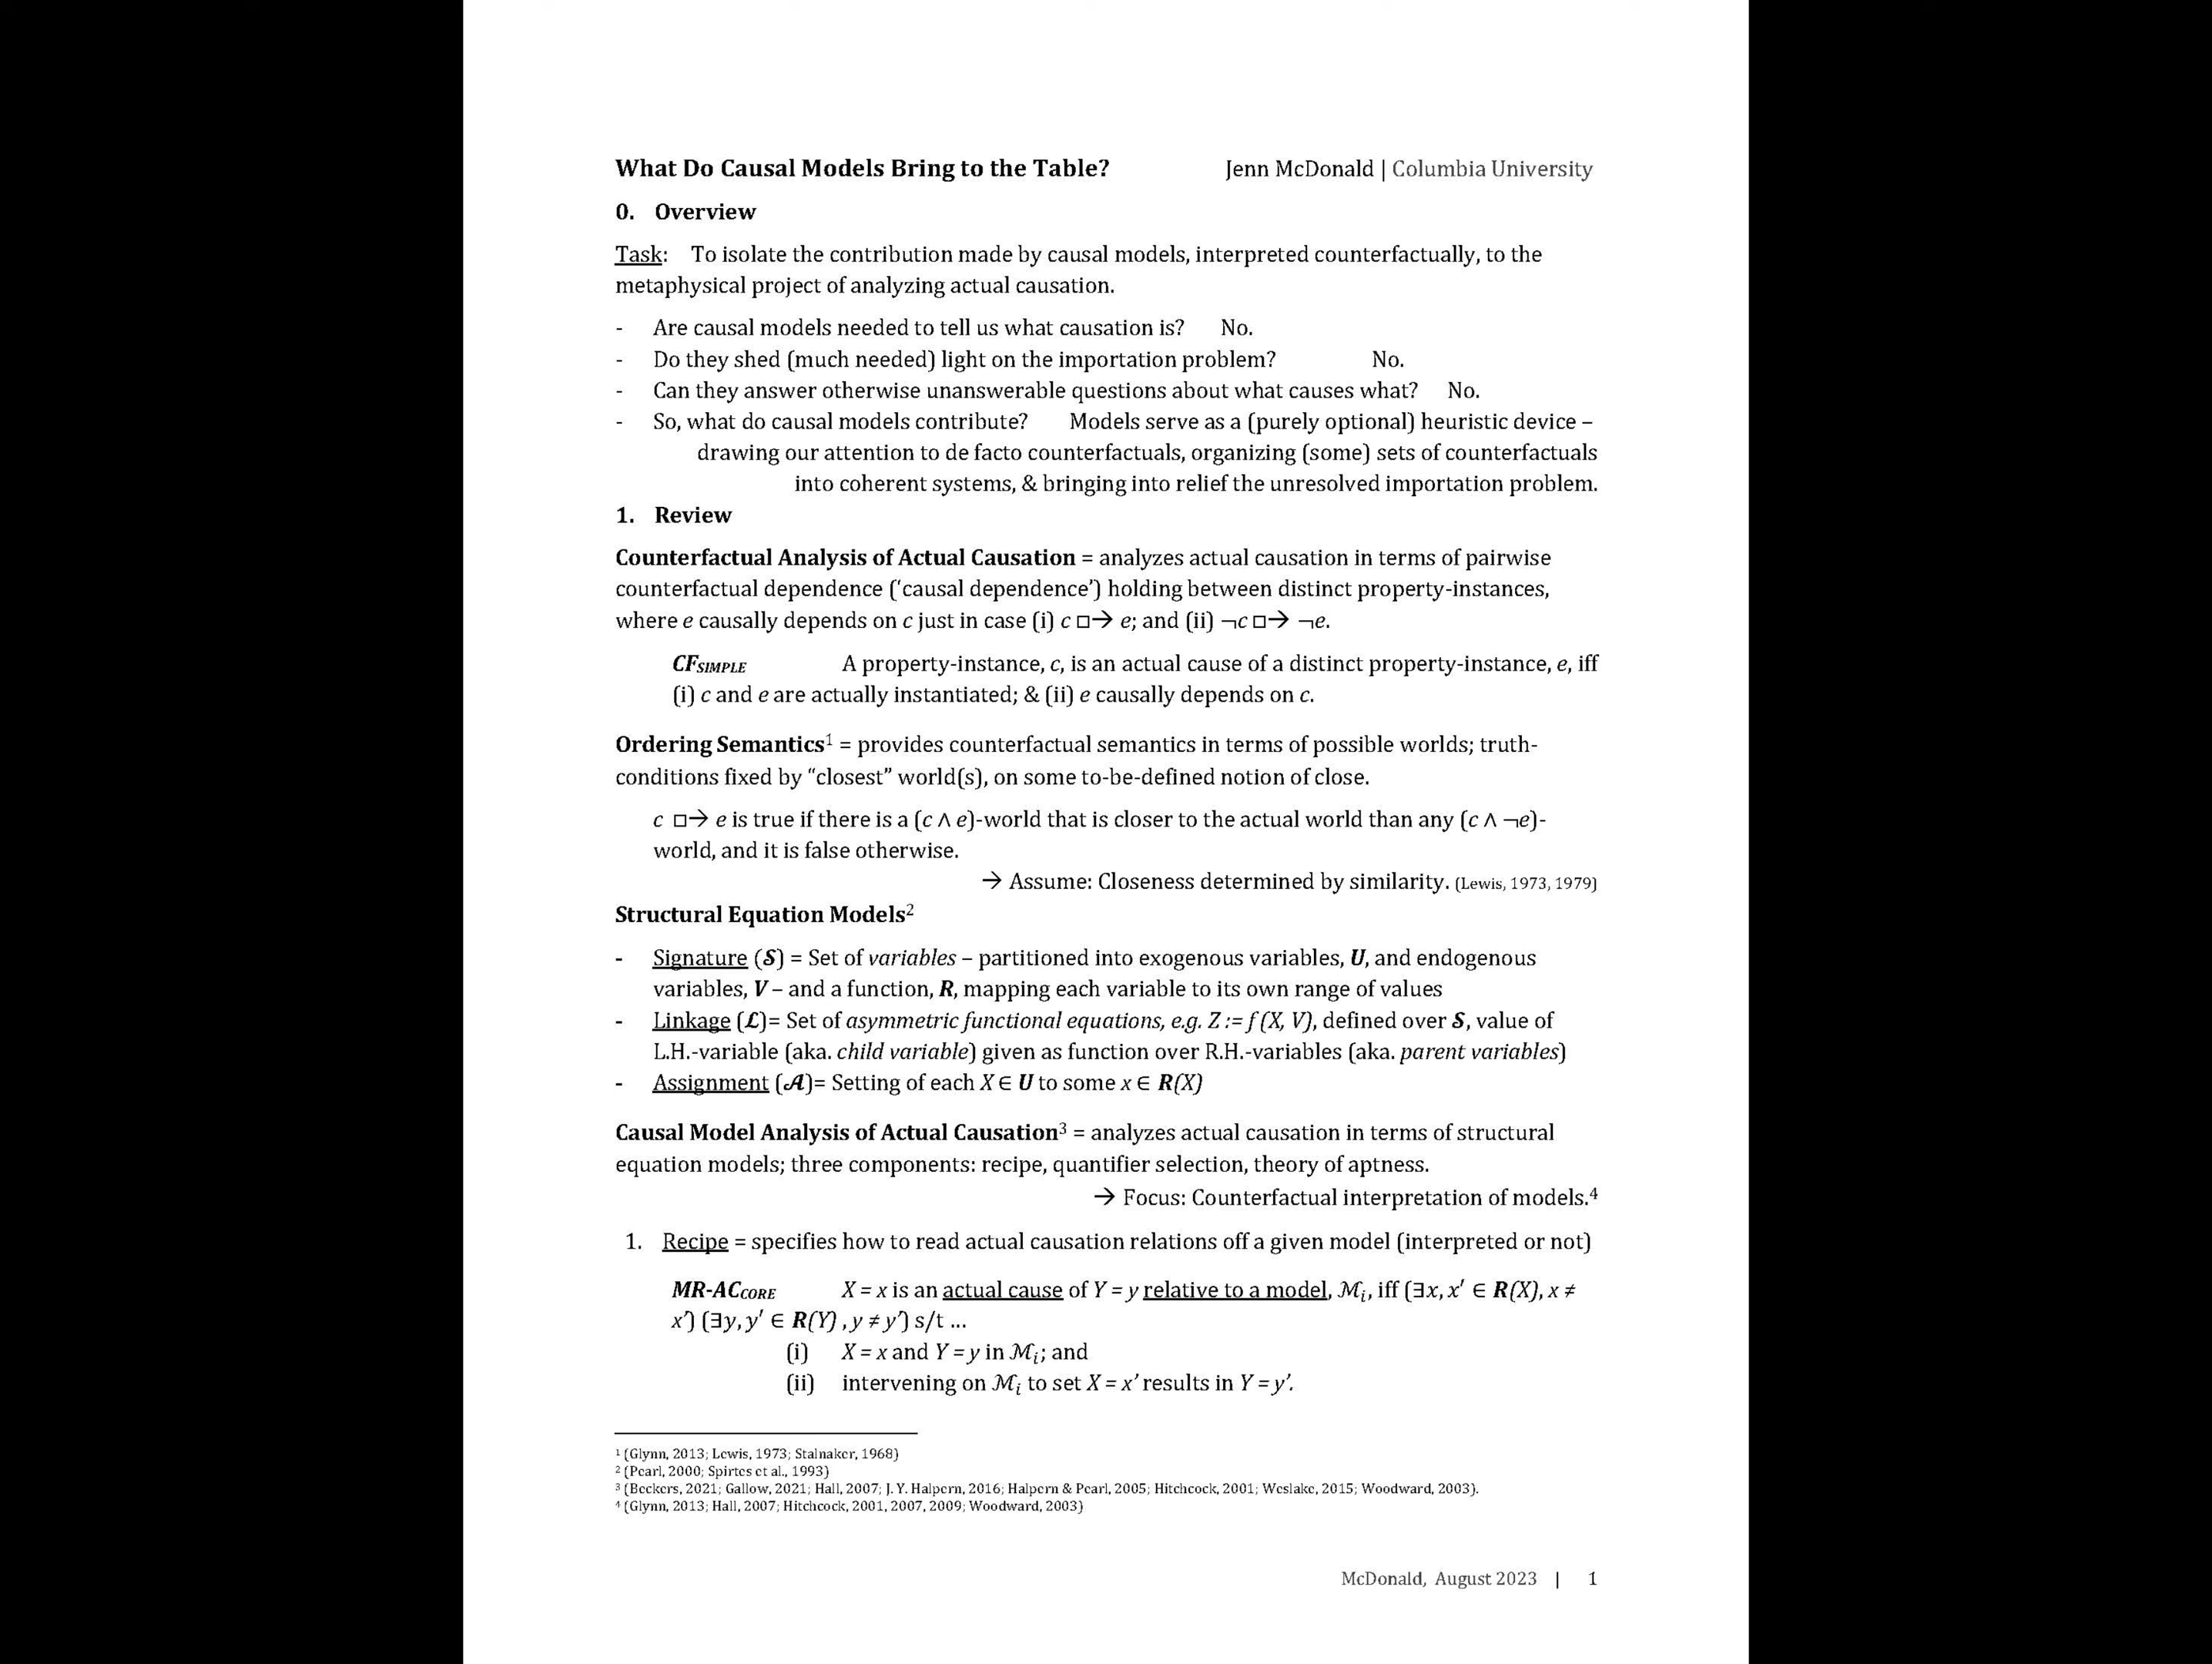 What Do Causal Models Bring to the Table? Jenn McDonald | Columbia University
0. Overview
Task: To isolate the contribution made by causal models, interpreted counterfactually, to the
metaphysical project of analyzing actual causation.
- Are causal models needed to tell us what causation is? No.
- Do they shed (much needed) light on the importation problem? No.
- Can they answer otherwise unanswerable questions about what causes what? No.
- So, what do causal models contribute? Models serve as a (purely optional) heuristic device –
drawing our attention to de facto counterfactuals, organizing (some) sets of counterfactuals
into coherent systems, & bringing into relief the unresolved importation problem.
1. Review
Counterfactual Analysis of Actual Causation = analyzes actual causation in terms of pairwise
counterfactual dependence (‘causal dependence’) holding between distinct property-instances,
where e causally depends on c just in case (i) c □→ e; and (ii) ¬c □→ ¬e.
CFSIMPLE A property-instance, c, is an actual cause of a distinct property-instance, e, iff
(i) c and e are actually instantiated; & (ii) e causally depends on c.
Ordering Semantics¹ = provides counterfactual semantics in terms of possible worlds; truth-
conditions fixed by “closest” world(s), on some to-be-defined notion of close.
c □→ e is true if there is a (c ∧ e)-world that is closer to the actual world than any (c ∧ ¬e)-
world, and it is false otherwise.
→ Assume: Closeness determined by similarity. (Lewis, 1973, 1979)
Structural Equation Models²
- Signature (𝓢) = Set of variables – partitioned into exogenous variables, U, and endogenous
variables, V – and a function, R, mapping each variable to its own range of values
- Linkage (𝓛)= Set of asymmetric functional equations, e.g. Z := f (X, V), defined over 𝓢, value of
L.H.-variable (aka. child variable) given as function over R.H.-variables (aka. parent variables)
- Assignment (𝓐)= Setting of each X ∈ U to some x ∈ R(X)
Causal Model Analysis of Actual Causation³ = analyzes actual causation in terms of structural
equation models; three components: recipe, quantifier selection, theory of aptness.
→ Focus: Counterfactual interpretation of models.⁴
1. Recipe = specifies how to read actual causation relations off a given model (interpreted or not)
MR-ACCORE X = x is an actual cause of Y = y relative to a model, ℳi, iff (∃x, x′ ∈ R(X), x ≠
x’) (∃y, y′ ∈ R(Y) , y ≠ y’) s/t ...
(i) X = x and Y = y in ℳi; and
(ii) intervening on ℳi to set X = x’ results in Y = y’.
¹ (Glynn, 2013; Lewis, 1973; Stalnaker, 1968)
² (Pearl, 2000; Spirtes et al., 1993)
³ (Beckers, 2021; Gallow, 2021; Hall, 2007; J. Y. Halpern, 2016; Halpern & Pearl, 2005; Hitchcock, 2001; Weslake, 2015; Woodward, 2003).
⁴ (Glynn, 2013; Hall, 2007; Hitchcock, 2001, 2007, 2009; Woodward, 2003)
McDonald, August 2023 | 1